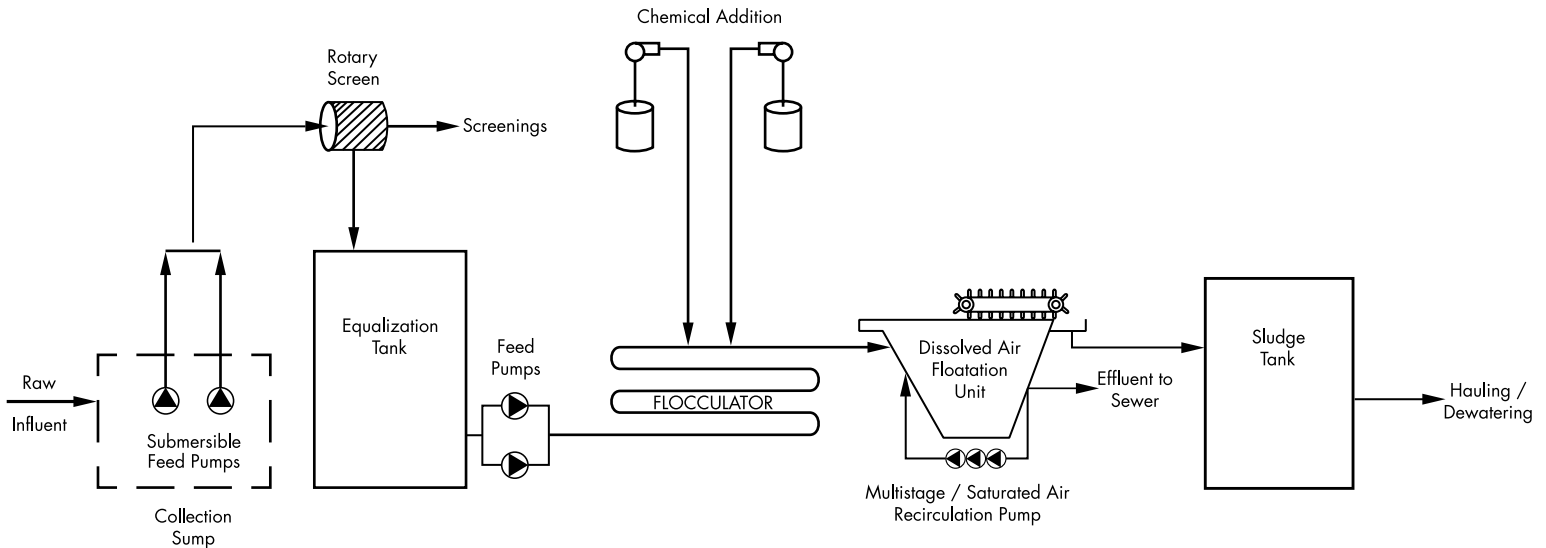 Chemical Addition
Rotary
Screen
Screenings
Equalization
Tank
Feed
Pumps
Raw
Influent
Submersible
Feed Pumps
Collection
Sump
FLOCCULATOR
Dissolved Air
Floatation
Unit
Effluent to
Sewer
Multistage / Saturated Air
Recirculation Pump
Sludge
Tank
Hauling /
Dewatering